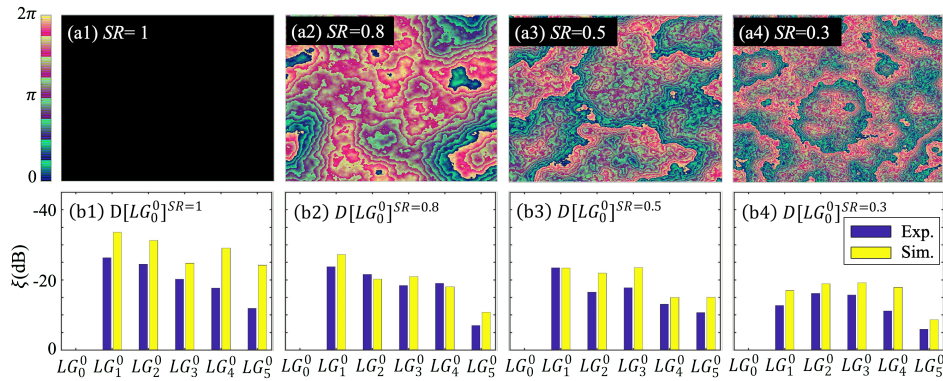 2π
π
0
(a1) SR= 1
(a2) SR=0.8
(a3) SR=0.5
(a4) SR=0.3
ξ(dB)
-40
-20
0
(b1) D[LG₀⁰]^{SR=1}
(b2) D[LG₀⁰]^{SR=0.8}
(b3) D[LG₀⁰]^{SR=0.5}
(b4) D[LG₀⁰]^{SR=0.3}
Exp.
Sim.
LG₀⁰ LG₁⁰ LG₂⁰ LG₃⁰ LG₄⁰ LG₅⁰
LG₀⁰ LG₁⁰ LG₂⁰ LG₃⁰ LG₄⁰ LG₅⁰
LG₀⁰ LG₁⁰ LG₂⁰ LG₃⁰ LG₄⁰ LG₅⁰
LG₀⁰ LG₁⁰ LG₂⁰ LG₃⁰ LG₄⁰ LG₅⁰